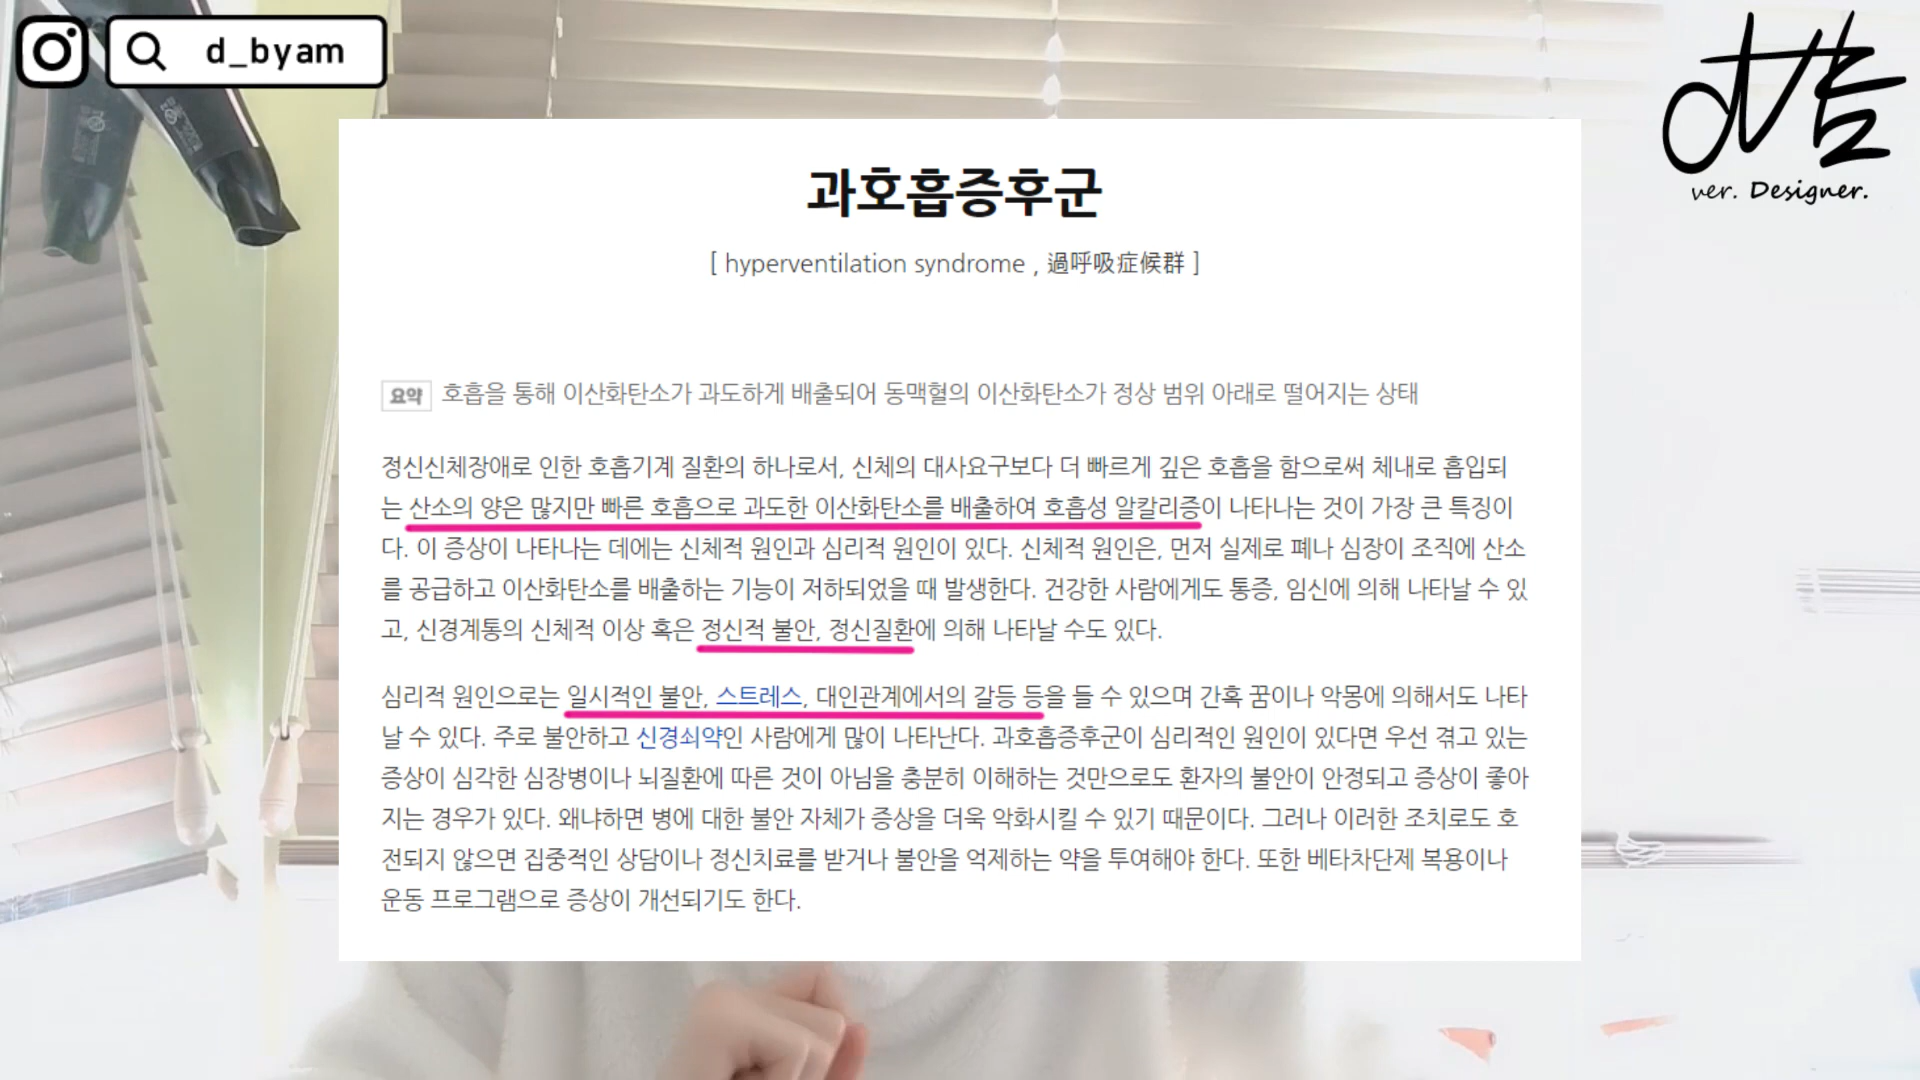 d_byam
ver. Designer.
과호흡증후군
[ hyperventilation syndrome , 過呼吸症候群 ]
요약 호흡을 통해 이산화탄소가 과도하게 배출되어 동맥혈의 이산화탄소가 정상 범위 아래로 떨어지는 상태
정신신체장애로 인한 호흡기계 질환의 하나로서, 신체의 대사요구보다 더 빠르게 깊은 호흡을 함으로써 체내로 흡입되
는 산소의 양은 많지만 빠른 호흡으로 과도한 이산화탄소를 배출하여 호흡성 알칼리증이 나타나는 것이 가장 큰 특징이
다. 이 증상이 나타나는 데에는 신체적 원인과 심리적 원인이 있다. 신체적 원인은, 먼저 실제로 폐나 심장이 조직에 산소
를 공급하고 이산화탄소를 배출하는 기능이 저하되었을 때 발생한다. 건강한 사람에게도 통증, 임신에 의해 나타날 수 있
고, 신경계통의 신체적 이상 혹은 정신적 불안, 정신질환에 의해 나타날 수도 있다.
심리적 원인으로는 일시적인 불안, 스트레스, 대인관계에서의 갈등 등을 들 수 있으며 간혹 꿈이나 악몽에 의해서도 나타
날 수 있다. 주로 불안하고 신경쇠약인 사람에게 많이 나타난다. 과호흡증후군이 심리적인 원인이 있다면 우선 겪고 있는
증상이 심각한 심장병이나 뇌질환에 따른 것이 아님을 충분히 이해하는 것만으로도 환자의 불안이 안정되고 증상이 좋아
지는 경우가 있다. 왜냐하면 병에 대한 불안 자체가 증상을 더욱 악화시킬 수 있기 때문이다. 그러나 이러한 조치로도 호
전되지 않으면 집중적인 상담이나 정신치료를 받거나 불안을 억제하는 약을 투여해야 한다. 또한 베타차단제 복용이나
운동 프로그램으로 증상이 개선되기도 한다.